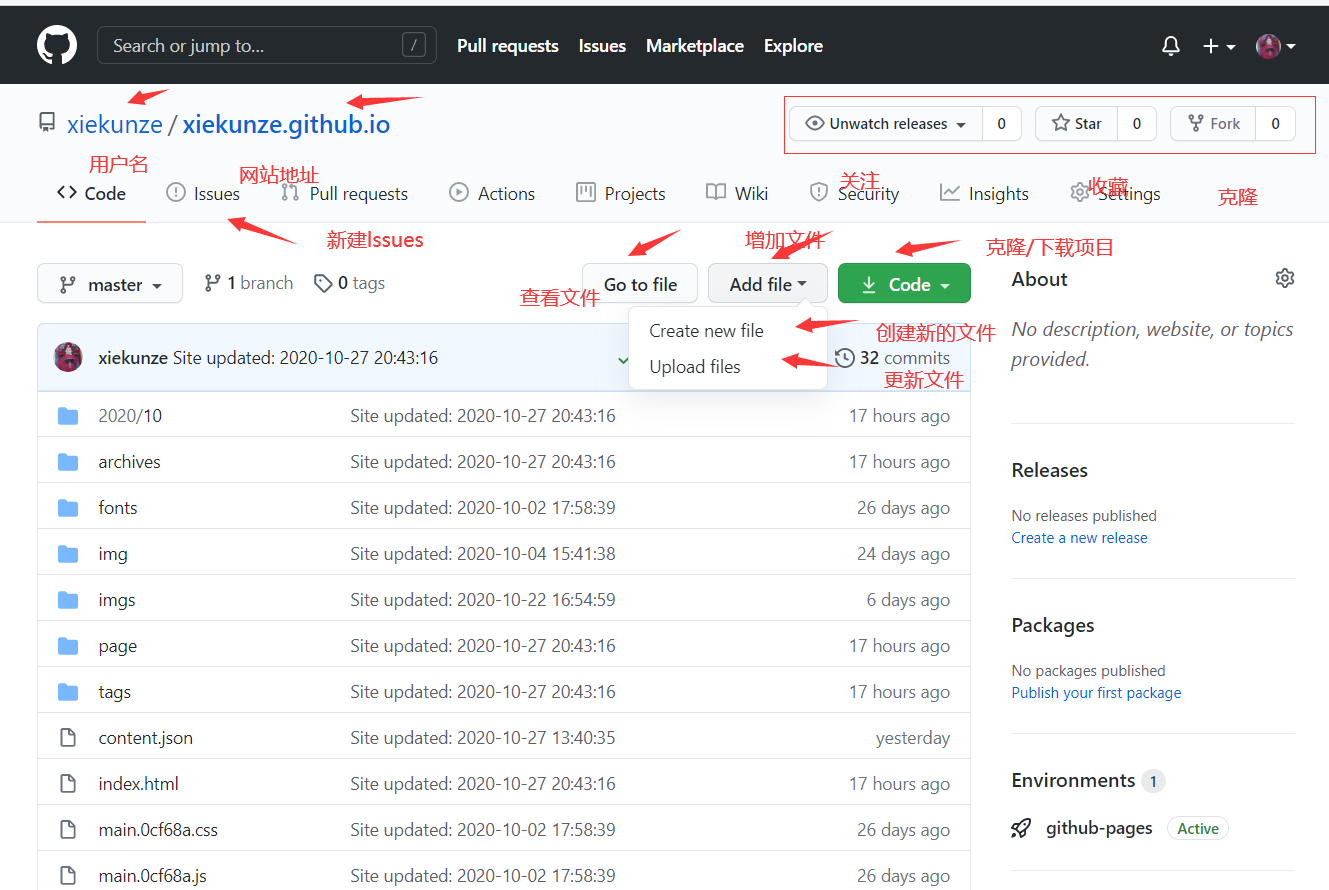 Search or jump to... /
Pull requests Issues Marketplace Explore
xiekunze / xiekunze.github.io
Unwatch releases 0 Star 0 Fork 0
用户名
网站地址
关注
收藏
克隆
Code Issues Pull requests Actions Projects Wiki Security Insights Settings
新建Issues
增加文件
克隆/下载项目
master 1 branch 0 tags
Go to file Add file Code
查看文件
About
No description, website, or topics
provided.
Create new file
创建新的文件
Upload files
更新文件
xiekunze Site updated: 2020-10-27 20:43:16 32 commits
2020/10 Site updated: 2020-10-27 20:43:16 17 hours ago
archives Site updated: 2020-10-27 20:43:16 17 hours ago
fonts Site updated: 2020-10-02 17:58:39 26 days ago
img Site updated: 2020-10-04 15:41:38 24 days ago
imgs Site updated: 2020-10-22 16:54:59 6 days ago
page Site updated: 2020-10-27 20:43:16 17 hours ago
tags Site updated: 2020-10-27 20:43:16 17 hours ago
content.json Site updated: 2020-10-27 13:40:35 yesterday
index.html Site updated: 2020-10-27 20:43:16 17 hours ago
main.0cf68a.css Site updated: 2020-10-02 17:58:39 26 days ago
main.0cf68a.js Site updated: 2020-10-02 17:58:39 26 days ago
Releases
No releases published
Create a new release
Packages
No packages published
Publish your first package
Environments 1
github-pages Active